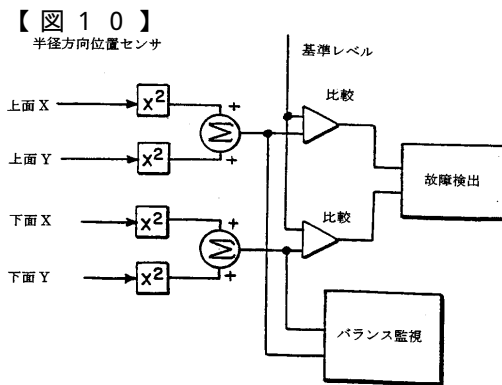 【図10】
半径方向位置センサ
基準レベル
上面X
X²
+
比較
Σ
上面Y
X²
+
故障検出
下面X
X²
+
比較
Σ
下面Y
X²
+
バランス監視